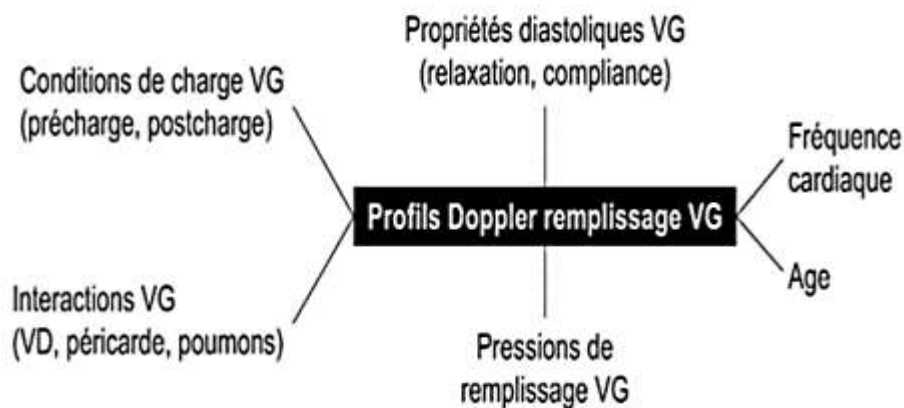 Propriétés diastoliques VG
(relaxation, compliance)
Conditions de charge VG
(précharge, postcharge)
Fréquence
cardiaque
Profils Doppler remplissage VG
Age
Interactions VG
(VD, péricarde, poumons)
Pressions de
remplissage VG